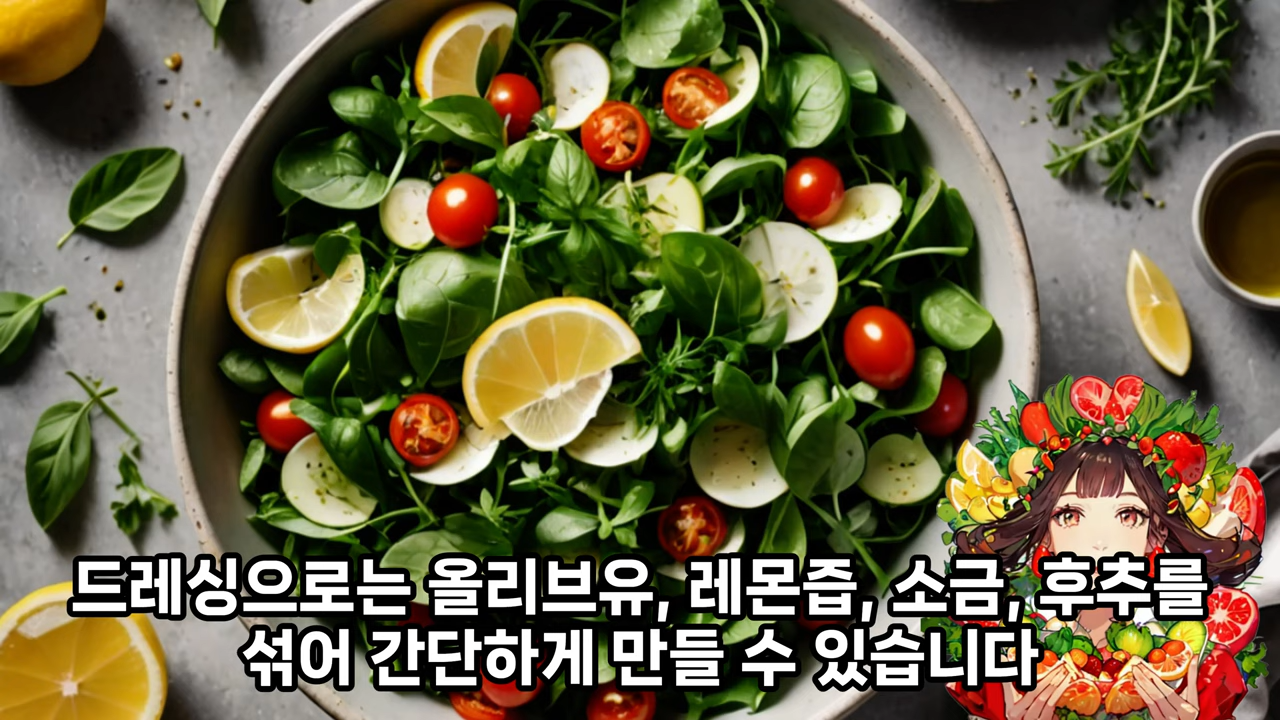 드레싱으로는 올리브유, 레몬즙, 소금, 후추를
섞어 간단하게 만들 수 있습니다